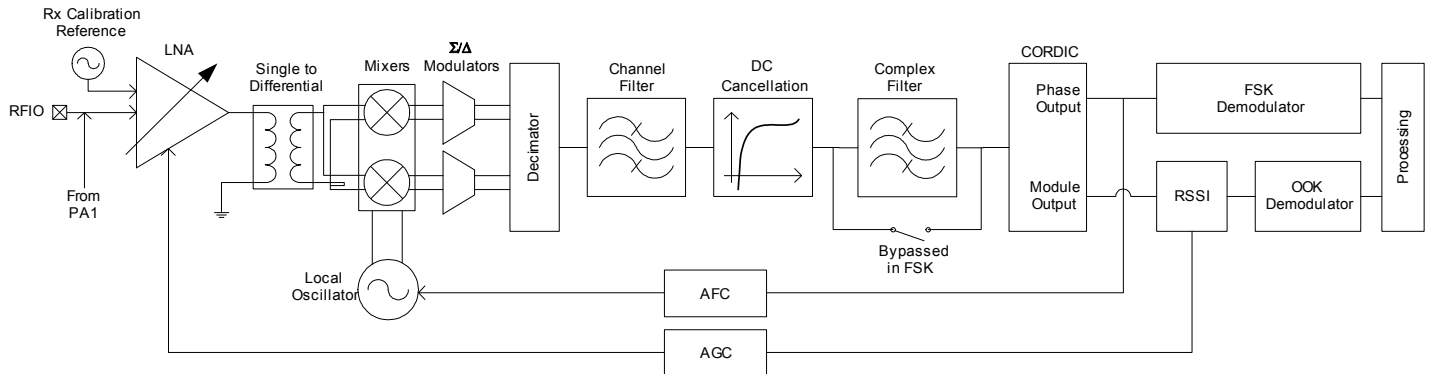 Rx Calibration
Reference
LNA
RFIO
From
PA1
Single to
Differential
Mixers
Σ/Δ
Modulators
Local
Oscillator
Decimator
Channel
Filter
DC
Cancellation
Complex
Filter
Bypassed
in FSK
CORDIC
Phase
Output
Module
Output
FSK
Demodulator
RSSI
OOK
Demodulator
Processing
AFC
AGC